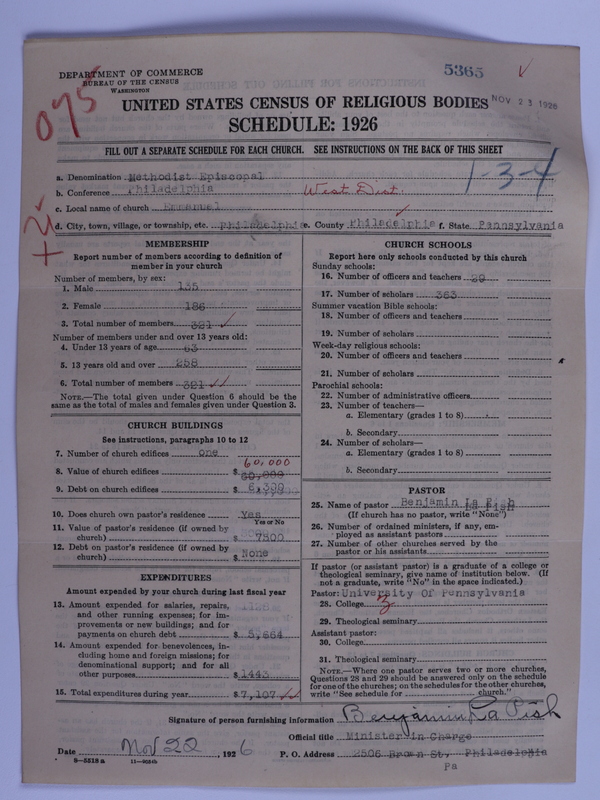 DEPARTMENT OF COMMERCE
BUREAU OF THE CENSUS
WASHINGTON
5365
NOV 23 1926
075
UNITED STATES CENSUS OF RELIGIOUS BODIES
SCHEDULE: 1926
FILL OUT A SEPARATE SCHEDULE FOR EACH CHURCH. SEE INSTRUCTIONS ON THE BACK OF THIS SHEET
1-3-4
a. Denomination Methodist Episcopal
b. Conference Philadelphia West Dist.
c. Local name of church Emmanuel
d. City, town, village, or township, etc. Philadelphia e. County Philadelphia f. State Pennsylvania
MEMBERSHIP
Report number of members according to definition of
member in your church
Number of members, by sex:
1. Male 135
2. Female 186
3. Total number of members 321
Number of members under and over 13 years old:
4. Under 13 years of age 63
5. 13 years old and over 258
6. Total number of members 321
NOTE.—The total given under Question 6 should be the
same as the total of males and females given under Question 3.
CHURCH BUILDINGS
See instructions, paragraphs 10 to 12
7. Number of church edifices one
60,000
8. Value of church edifices $ 60,000
9. Debt on church edifices $ 6,300
10. Does church own pastor's residence? Yes
Yes or No
11. Value of pastor's residence (if owned by
church) $ 7800
12. Debt on pastor's residence (if owned by
church) $ None
EXPENDITURES
Amount expended by your church during last fiscal year
13. Amount expended for salaries, repairs,
and other running expenses; for im-
provements or new buildings; and for
payments on church debt $ 5,664
14. Amount expended for benevolences, in-
cluding home and foreign missions; for
denominational support; and for all
other purposes $ 1443
15. Total expenditures during year $ 7,107
CHURCH SCHOOLS
Report here only schools conducted by this church
Sunday schools:
16. Number of officers and teachers 29
17. Number of scholars 363
Summer vacation Bible schools:
18. Number of officers and teachers
19. Number of scholars
Week-day religious schools:
20. Number of officers and teachers
21. Number of scholars
Parochial schools:
22. Number of administrative officers
23. Number of teachers—
a. Elementary (grades 1 to 8)
b. Secondary
24. Number of scholars—
a. Elementary (grades 1 to 8)
b. Secondary
PASTOR
25. Name of pastor Benjamin La Pish
(If church has no pastor, write "None")
26. Number of ordained ministers, if any, em-
ployed as assistant pastors
27. Number of other churches served by the
pastor or his assistants
If pastor (or assistant pastor) is a graduate of a college or
theological seminary, give name of institution below. (If
not a graduate, write "No" in the space indicated.)
Pastor: University Of Pennsylvania
28. College
29. Theological seminary
Assistant pastor:
30. College
31. Theological seminary
NOTE.—Where one pastor serves two or more churches,
Questions 28 and 29 should be answered only on the schedule
for one of the churches; on the schedules for the other churches,
write "See schedule for church."
Signature of person furnishing information Benjamin La Pish
Official title Minister in Charge
Date Nov 22, 1926 P. O. Address 2506 Brown St, Philadelphia
Pa
8—5518 a 11—9034b